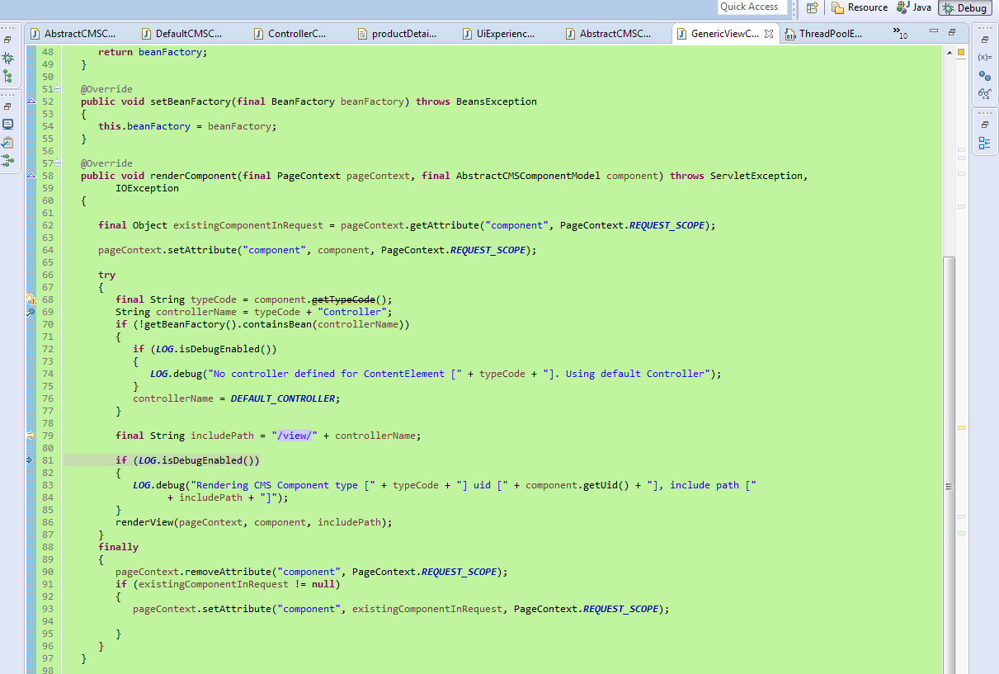 Quick Access
Resource
Java
Debug
AbstractCMSC...
DefaultCMSC...
ControllerC...
productDetai...
UiExperienc...
AbstractCMSC...
GenericViewC...
ThreadPoolE...
»10
48 return beanFactory;
49 }
50
51 @Override
52 public void setBeanFactory(final BeanFactory beanFactory) throws BeansException
53 {
54 this.beanFactory = beanFactory;
55 }
56
57 @Override
58 public void renderComponent(final PageContext pageContext, final AbstractCMSComponentModel component) throws ServletException,
59 IOException
60 {
61
62 final Object existingComponentInRequest = pageContext.getAttribute("component", PageContext.REQUEST_SCOPE);
63
64 pageContext.setAttribute("component", component, PageContext.REQUEST_SCOPE);
65
66 try
67 {
68 final String typeCode = component.getTypeCode();
69 String controllerName = typeCode + "Controller";
70 if (!getBeanFactory().containsBean(controllerName))
71 {
72 if (LOG.isDebugEnabled())
73 {
74 LOG.debug("No controller defined for ContentElement [" + typeCode + "]. Using default Controller");
75 }
76 controllerName = DEFAULT_CONTROLLER;
77 }
78
79 final String includePath = "/view/" + controllerName;
80
81 if (LOG.isDebugEnabled())
82 {
83 LOG.debug("Rendering CMS Component type [" + typeCode + "] uid [" + component.getUid() + "], include path ["
84 + includePath + "]");
85 }
86 renderView(pageContext, component, includePath);
87 }
88 finally
89 {
90 pageContext.removeAttribute("component", PageContext.REQUEST_SCOPE);
91 if (existingComponentInRequest != null)
92 {
93 pageContext.setAttribute("component", existingComponentInRequest, PageContext.REQUEST_SCOPE);
94
95 }
96 }
97 }
98
(x)=